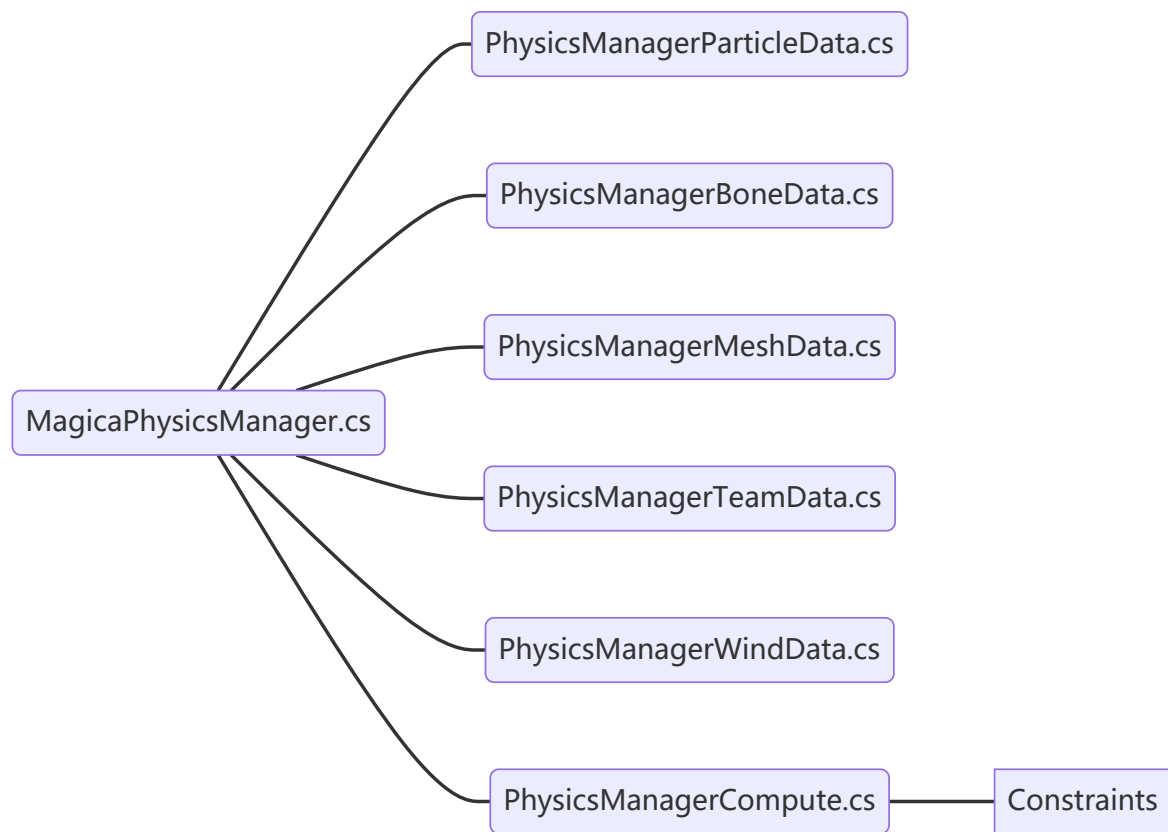 PhysicsManagerParticleData.cs
PhysicsManagerBoneData.cs
PhysicsManagerMeshData.cs
MagicaPhysicsManager.cs
PhysicsManagerTeamData.cs
PhysicsManagerWindData.cs
PhysicsManagerCompute.cs
Constraints